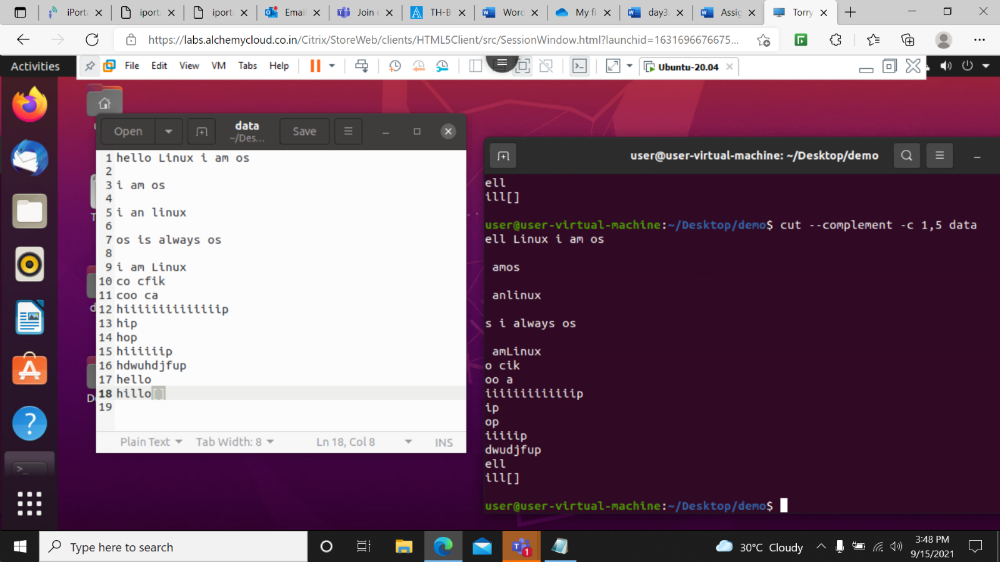 iPorta
iporta
iport
Email
Join
TH-B
Word
My fi
day3
Assig
Torry
https://labs.alchemycloud.co.in/Citrix/StoreWeb/clients/HTML5Client/src/SessionWindow.html?launchid=1631696676675...
Activities
File Edit View VM Tabs Help
Ubuntu-20.04
Open
data
~/Des...
Save
1 hello Linux i am os
2
3 i am os
4
5 i an linux
6
7 os is always os
8
9 i am Linux
10 co cfik
11 coo ca
12 hiiiiiiiiiiiiiip
13 hip
14 hop
15 hiiiiiip
16 hdwuhdjfup
17 hello
18 hillo[]
19
Plain Text Tab Width: 8 Ln 18, Col 8 INS
user@user-virtual-machine: ~/Desktop/demo
ell
ill[]
user@user-virtual-machine:~/Desktop/demo$ cut --complement -c 1,5 data
ell Linux i am os
amos
anlinux
s i always os
amLinux
o cik
oo a
iiiiiiiiiiiiip
ip
op
iiiiip
dwudjfup
ell
ill[]
user@user-virtual-machine:~/Desktop/demo$
Type here to search
1
30°C Cloudy
3:48 PM
9/15/2021